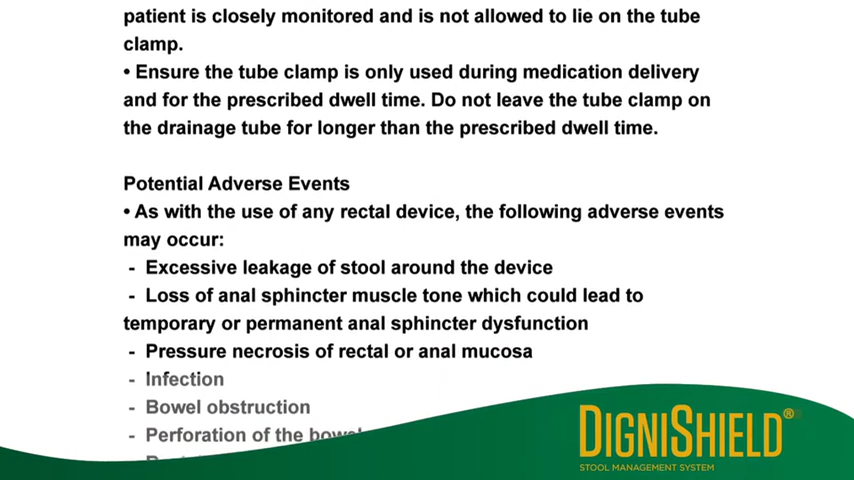 patient is closely monitored and is not allowed to lie on the tube
clamp.
• Ensure the tube clamp is only used during medication delivery
and for the prescribed dwell time. Do not leave the tube clamp on
the drainage tube for longer than the prescribed dwell time.
Potential Adverse Events
• As with the use of any rectal device, the following adverse events
may occur:
- Excessive leakage of stool around the device
- Loss of anal sphincter muscle tone which could lead to
temporary or permanent anal sphincter dysfunction
- Pressure necrosis of rectal or anal mucosa
- Infection
- Bowel obstruction
- Perforation of the bowel
DIGNISHIELD®
STOOL MANAGEMENT SYSTEM